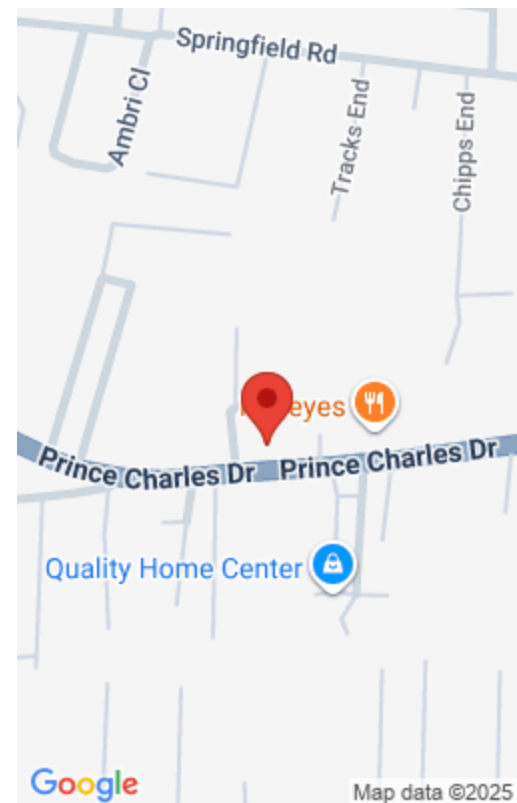 Springfield Rd
Ambri Cl
Tracks End
Chipps End
eyes
Prince Charles Dr
Prince Charles Dr
Quality Home Center
Google
Map data ©2025